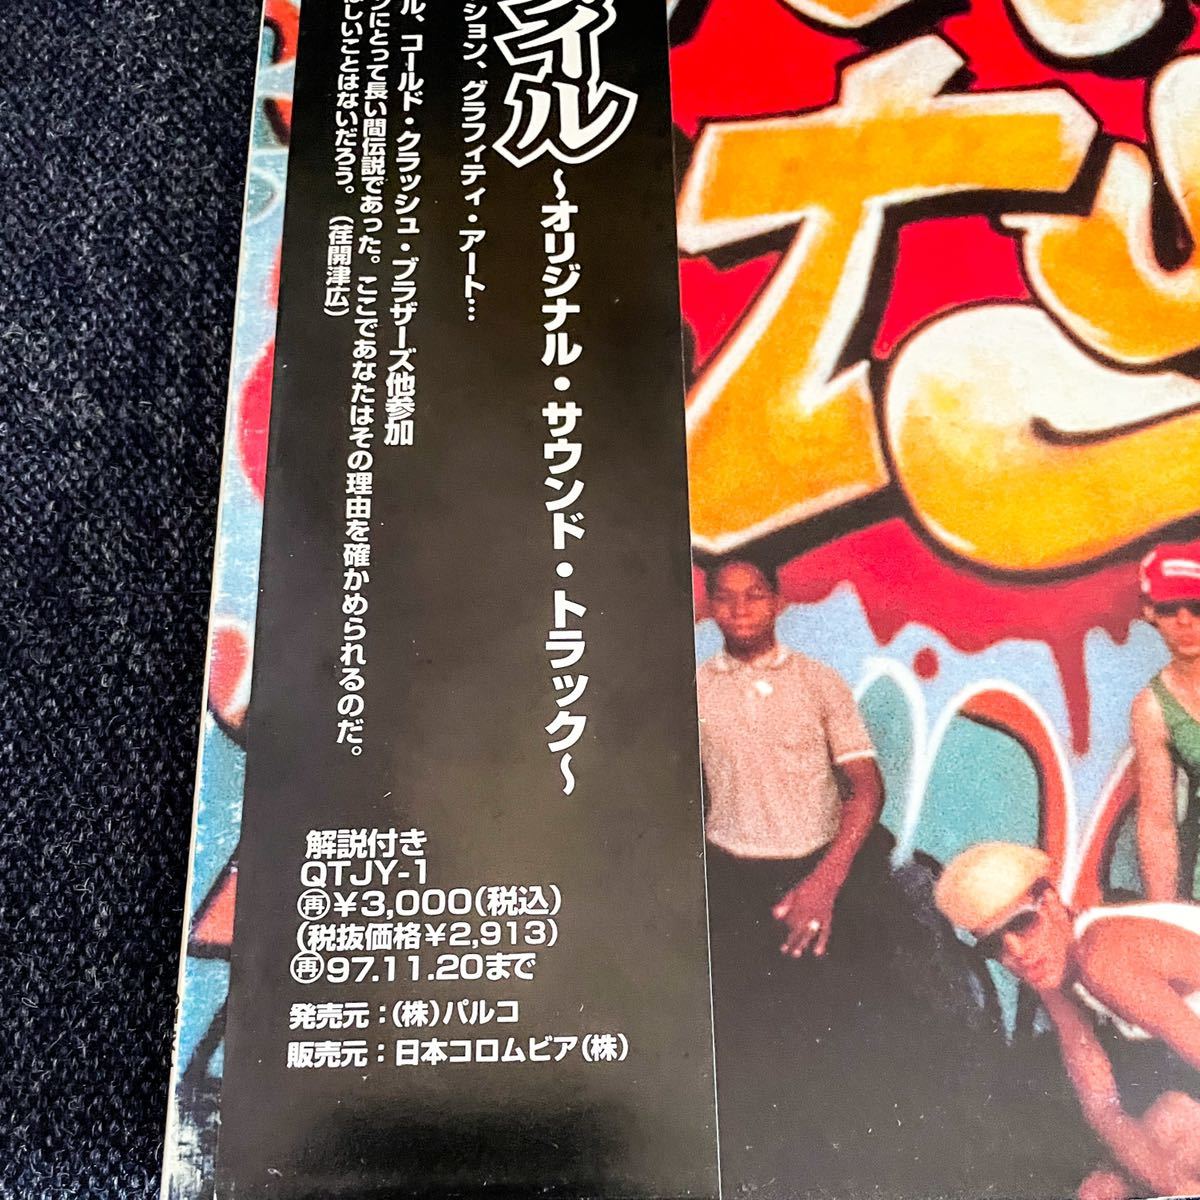 イル
～オリジナル・サウンド・トラック～
ション、グラフィティ・アート…
ル、コールド・クラッシュ・ブラザーズ他参加
にとって長い間伝説であった。ここであなたはその理由を確かめられるのだ。
しいことはないだろう。（荏開津広）
解説付き
QTJY-1
再￥3,000(税込)
(税抜価格￥2,913)
再97.11.20まで
発売元：(株)パルコ
販売元：日本コロムビア(株)